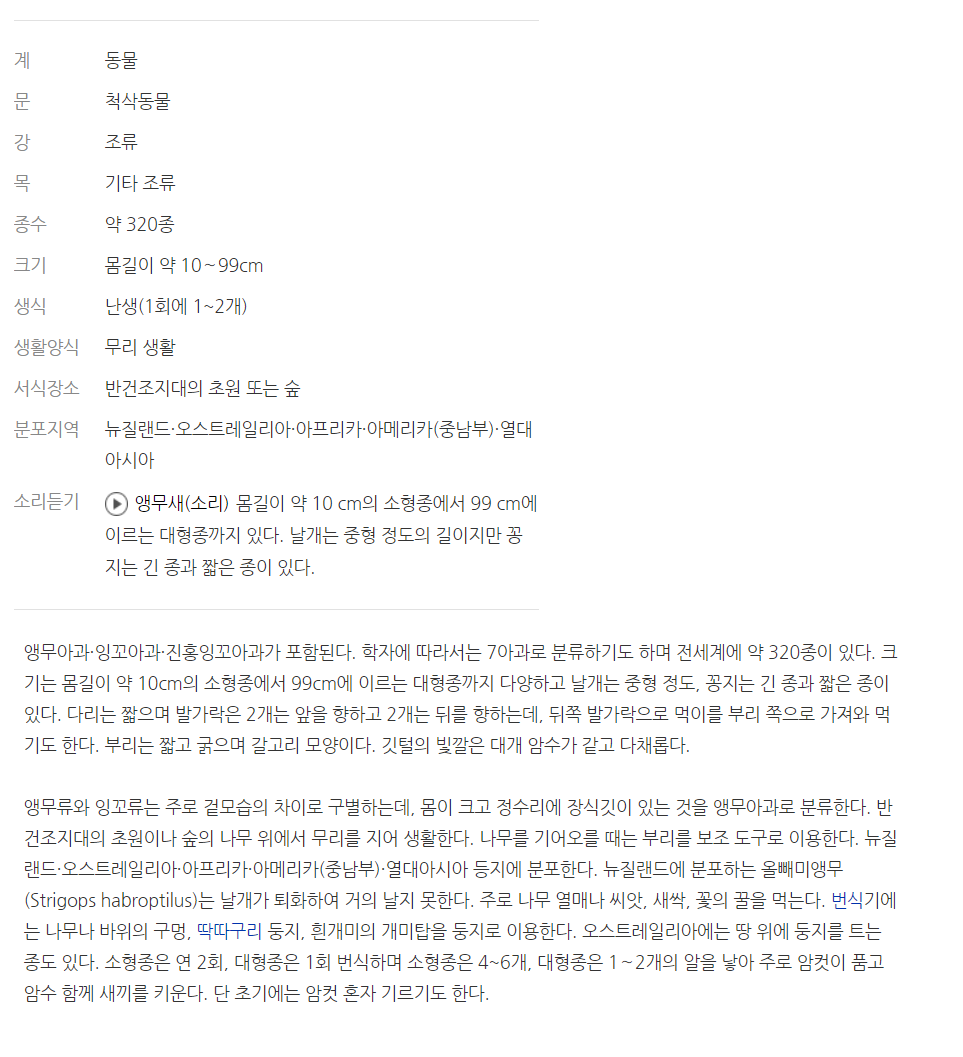 계 동물
문 척삭동물
강 조류
목 기타 조류
종수 약 320종
크기 몸길이 약 10~99cm
생식 난생(1회에 1~2개)
생활양식 무리 생활
서식장소 반건조지대의 초원 또는 숲
분포지역 뉴질랜드·오스트레일리아·아프리카·아메리카(중남부)·열대
아시아
소리듣기 앵무새(소리) 몸길이 약 10 cm의 소형종에서 99 cm에
이르는 대형종까지 있다. 날개는 중형 정도의 길이지만 꽁
지는 긴 종과 짧은 종이 있다.
앵무아과·잉꼬아과·진홍잉꼬아과가 포함된다. 학자에 따라서는 7아과로 분류하기도 하며 전세계에 약 320종이 있다. 크
기는 몸길이 약 10cm의 소형종에서 99cm에 이르는 대형종까지 다양하고 날개는 중형 정도, 꽁지는 긴 종과 짧은 종이
있다. 다리는 짧으며 발가락은 2개는 앞을 향하고 2개는 뒤를 향하는데, 뒤쪽 발가락으로 먹이를 부리 쪽으로 가져와 먹
기도 한다. 부리는 짧고 굵으며 갈고리 모양이다. 깃털의 빛깔은 대개 암수가 같고 다채롭다.
앵무류와 잉꼬류는 주로 겉모습의 차이로 구별하는데, 몸이 크고 정수리에 장식깃이 있는 것을 앵무아과로 분류한다. 반
건조지대의 초원이나 숲의 나무 위에서 무리를 지어 생활한다. 나무를 기어오를 때는 부리를 보조 도구로 이용한다. 뉴질
랜드·오스트레일리아·아프리카·아메리카(중남부)·열대아시아 등지에 분포한다. 뉴질랜드에 분포하는 올빼미앵무
(Strigops habroptilus)는 날개가 퇴화하여 거의 날지 못한다. 주로 나무 열매나 씨앗, 새싹, 꽃의 꿀을 먹는다. 번식기에
는 나무나 바위의 구멍, 딱따구리 둥지, 흰개미의 개미탑을 둥지로 이용한다. 오스트레일리아에는 땅 위에 둥지를 트는
종도 있다. 소형종은 연 2회, 대형종은 1회 번식하며 소형종은 4~6개, 대형종은 1~2개의 알을 낳아 주로 암컷이 품고
암수 함께 새끼를 키운다. 단 초기에는 암컷 혼자 기르기도 한다.